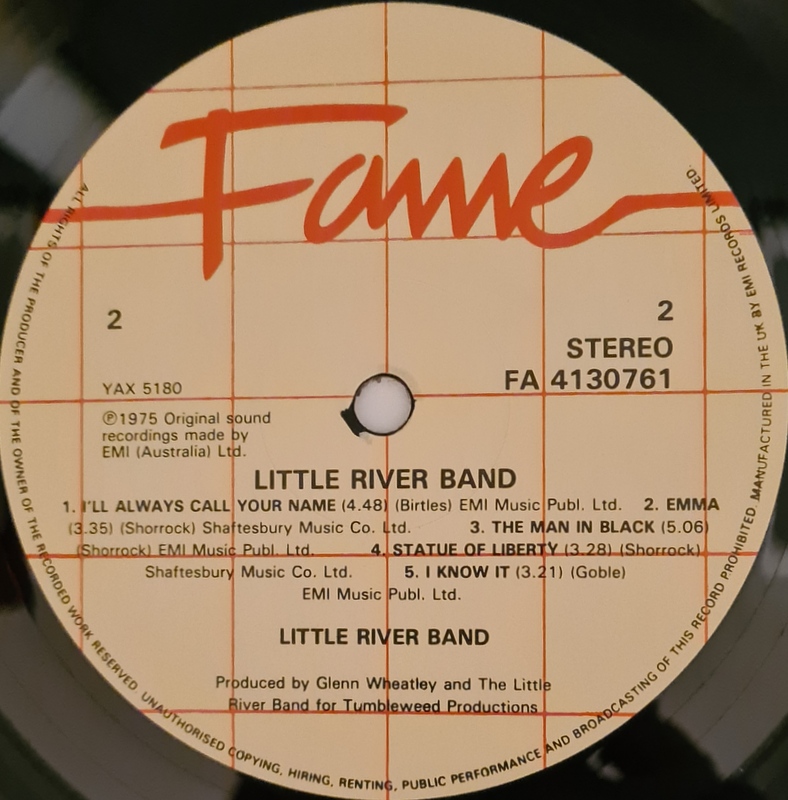 Fame
2
2
STEREO
YAX 5180
FA 4130761
℗1975 Original sound
recordings made by
EMI (Australia) Ltd.
LITTLE RIVER BAND
1. I'LL ALWAYS CALL YOUR NAME (4.48) (Birtles) EMI Music Publ. Ltd. 2. EMMA
(3.35) (Shorrock) Shaftesbury Music Co. Ltd. 3. THE MAN IN BLACK (5.06)
(Shorrock) EMI Music Publ. Ltd. 4. STATUE OF LIBERTY (3.28) (Shorrock)
Shaftesbury Music Co. Ltd. 5. I KNOW IT (3.21) (Goble)
EMI Music Publ. Ltd.
LITTLE RIVER BAND
Produced by Glenn Wheatley and The Little
River Band for Tumbleweed Productions
ALL RIGHTS OF THE PRODUCER AND OF THE OWNER OF THE RECORDED WORK RESERVED. UNAUTHORISED COPYING, HIRING, RENTING, PUBLIC PERFORMANCE AND BROADCASTING OF THIS RECORD PROHIBITED. MANUFACTURED IN THE UK BY EMI RECORDS LIMITED.